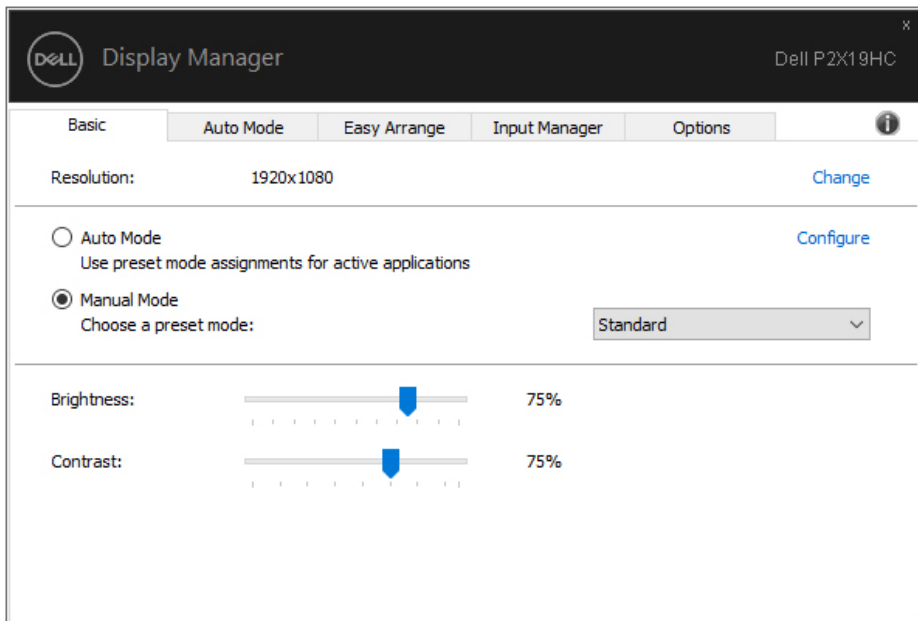 x
DELL Display Manager Dell P2X19HC
Basic Auto Mode Easy Arrange Input Manager Options i
Resolution: 1920x1080 Change
Auto Mode Configure
Use preset mode assignments for active applications
Manual Mode
Choose a preset mode: Standard
Brightness: 75%
Contrast: 75%